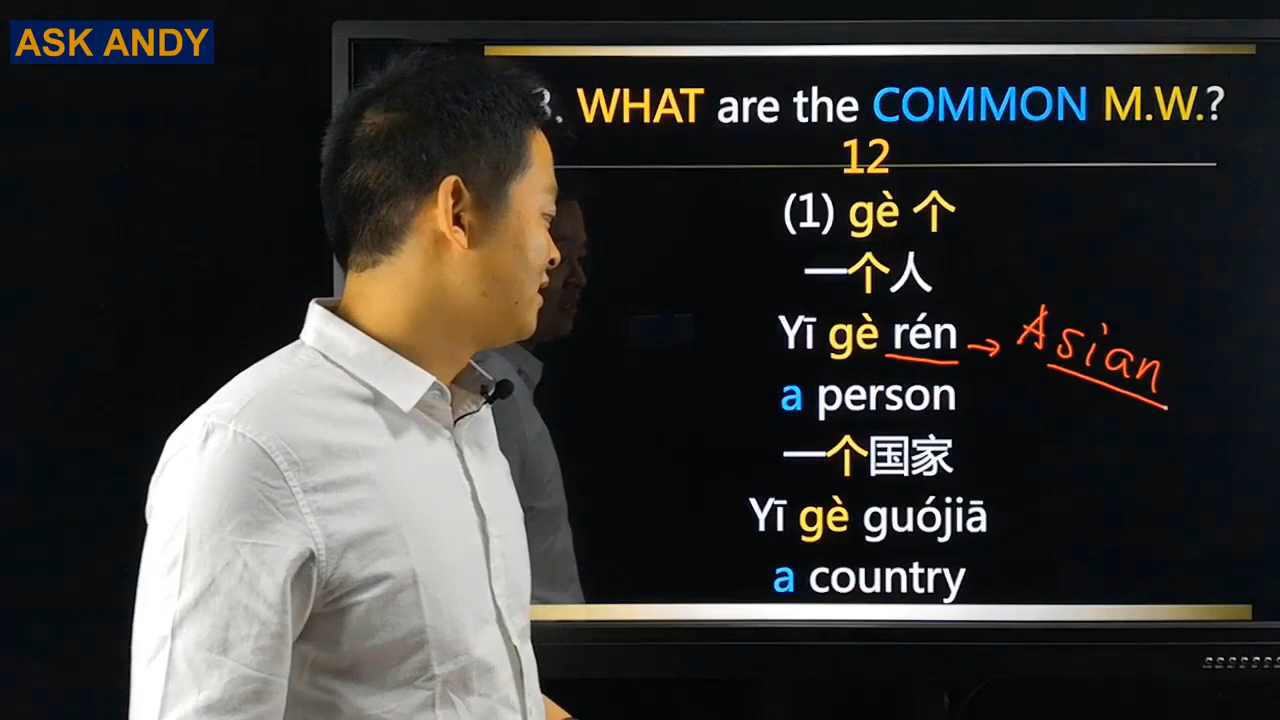 ASK ANDY
3. WHAT are the COMMON M.W.?
12
(1) gè 个
一个人
Yī gè rén → Asian
a person
一个国家
Yī gè guójiā
a country